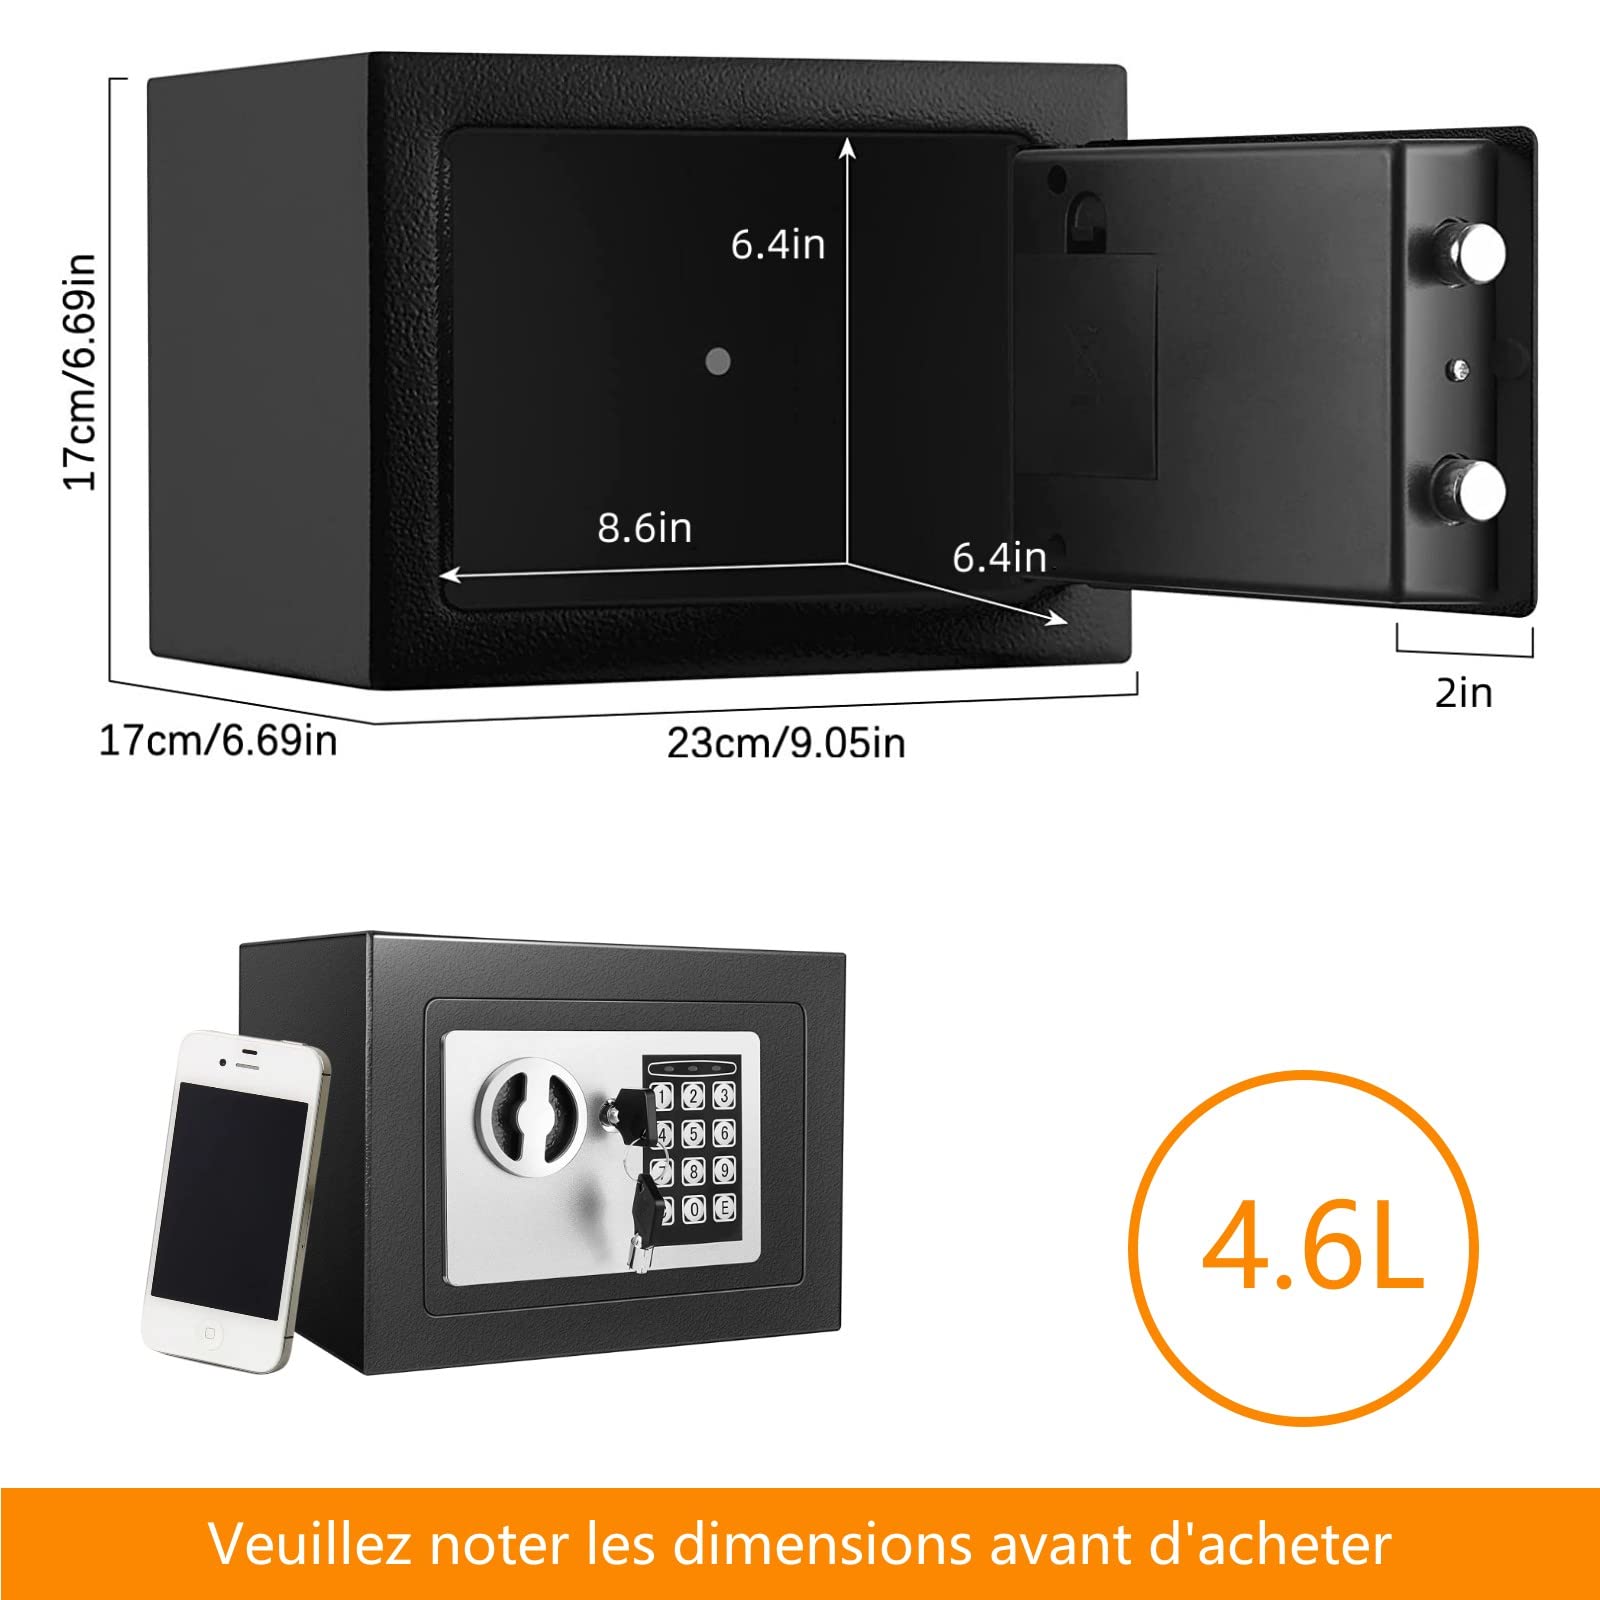 17cm/6.69in
6.4in
8.6in
6.4in
2in
17cm/6.69in
23cm/9.05in
1 2 3
4 5 6
7 8 9
0 E
4.6L
Veuillez noter les dimensions avant d'acheter